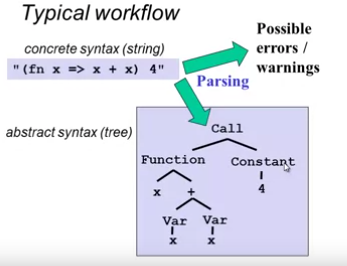 Typical workflow
concrete syntax (string)
"(fn x => x + x) 4"
Possible
errors /
warnings
Parsing
abstract syntax (tree)
Call
Function Constant
x + 4
Var Var
x x